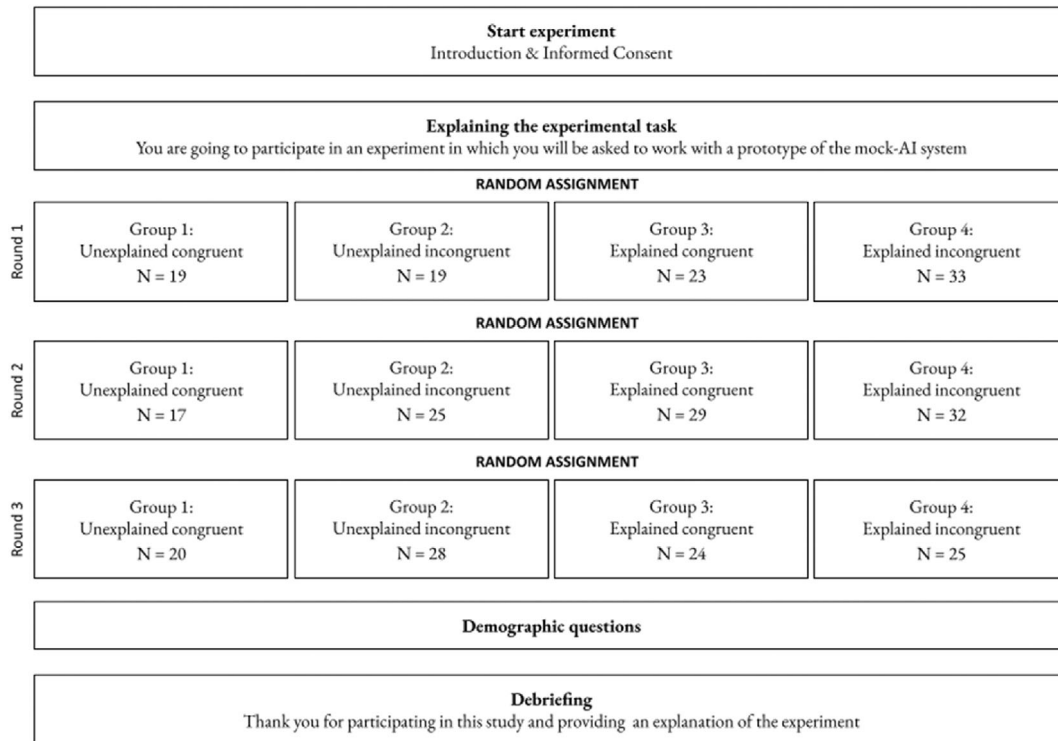 Start experiment
Introduction & Informed Consent
Explaining the experimental task
You are going to participate in an experiment in which you will be asked to work with a prototype of the mock-AI system
RANDOM ASSIGNMENT
Round 1
Group 1:
Unexplained congruent
N = 19
Group 2:
Unexplained incongruent
N = 19
Group 3:
Explained congruent
N = 23
Group 4:
Explained incongruent
N = 33
RANDOM ASSIGNMENT
Round 2
Group 1:
Unexplained congruent
N = 17
Group 2:
Unexplained incongruent
N = 25
Group 3:
Explained congruent
N = 29
Group 4:
Explained incongruent
N = 32
RANDOM ASSIGNMENT
Round 3
Group 1:
Unexplained congruent
N = 20
Group 2:
Unexplained incongruent
N = 28
Group 3:
Explained congruent
N = 24
Group 4:
Explained incongruent
N = 25
Demographic questions
Debriefing
Thank you for participating in this study and providing an explanation of the experiment